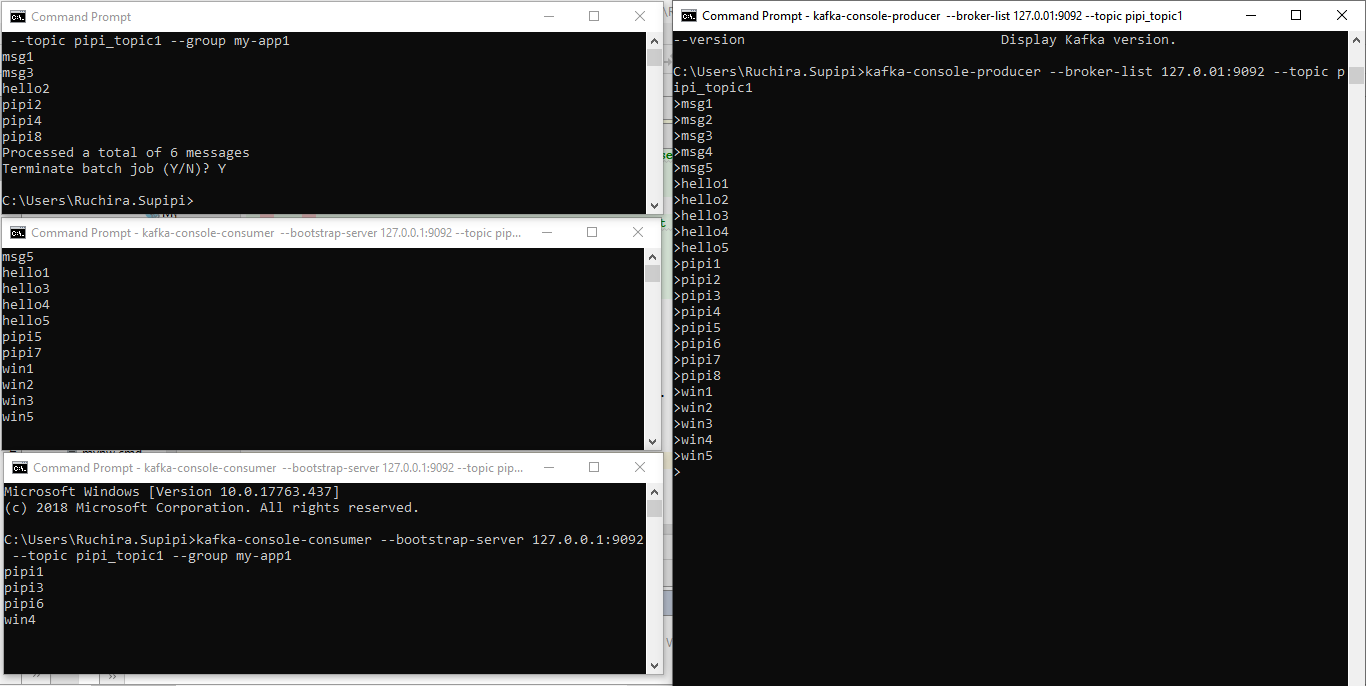 Command Prompt
--topic pipi_topic1 --group my-app1
msg1
msg3
hello2
pipi2
pipi4
pipi8
Processed a total of 6 messages
Terminate batch job (Y/N)? Y
C:\Users\Ruchira.Supipi>
Command Prompt - kafka-console-consumer --bootstrap-server 127.0.0.1:9092 --topic pip...
msg5
hello1
hello3
hello4
hello5
pipi5
pipi7
win1
win2
win3
win5
Command Prompt - kafka-console-consumer --bootstrap-server 127.0.0.1:9092 --topic pip...
Microsoft Windows [Version 10.0.17763.437]
(c) 2018 Microsoft Corporation. All rights reserved.
C:\Users\Ruchira.Supipi>kafka-console-consumer --bootstrap-server 127.0.0.1:9092
--topic pipi_topic1 --group my-app1
pipi1
pipi3
pipi6
win4
Command Prompt - kafka-console-producer --broker-list 127.0.01:9092 --topic pipi_topic1
--version Display Kafka version.
C:\Users\Ruchira.Supipi>kafka-console-producer --broker-list 127.0.01:9092 --topic p
ipi_topic1
>msg1
>msg2
>msg3
>msg4
>msg5
>hello1
>hello2
>hello3
>hello4
>hello5
>pipi1
>pipi2
>pipi3
>pipi4
>pipi5
>pipi6
>pipi7
>pipi8
>win1
>win2
>win3
>win4
>win5
>